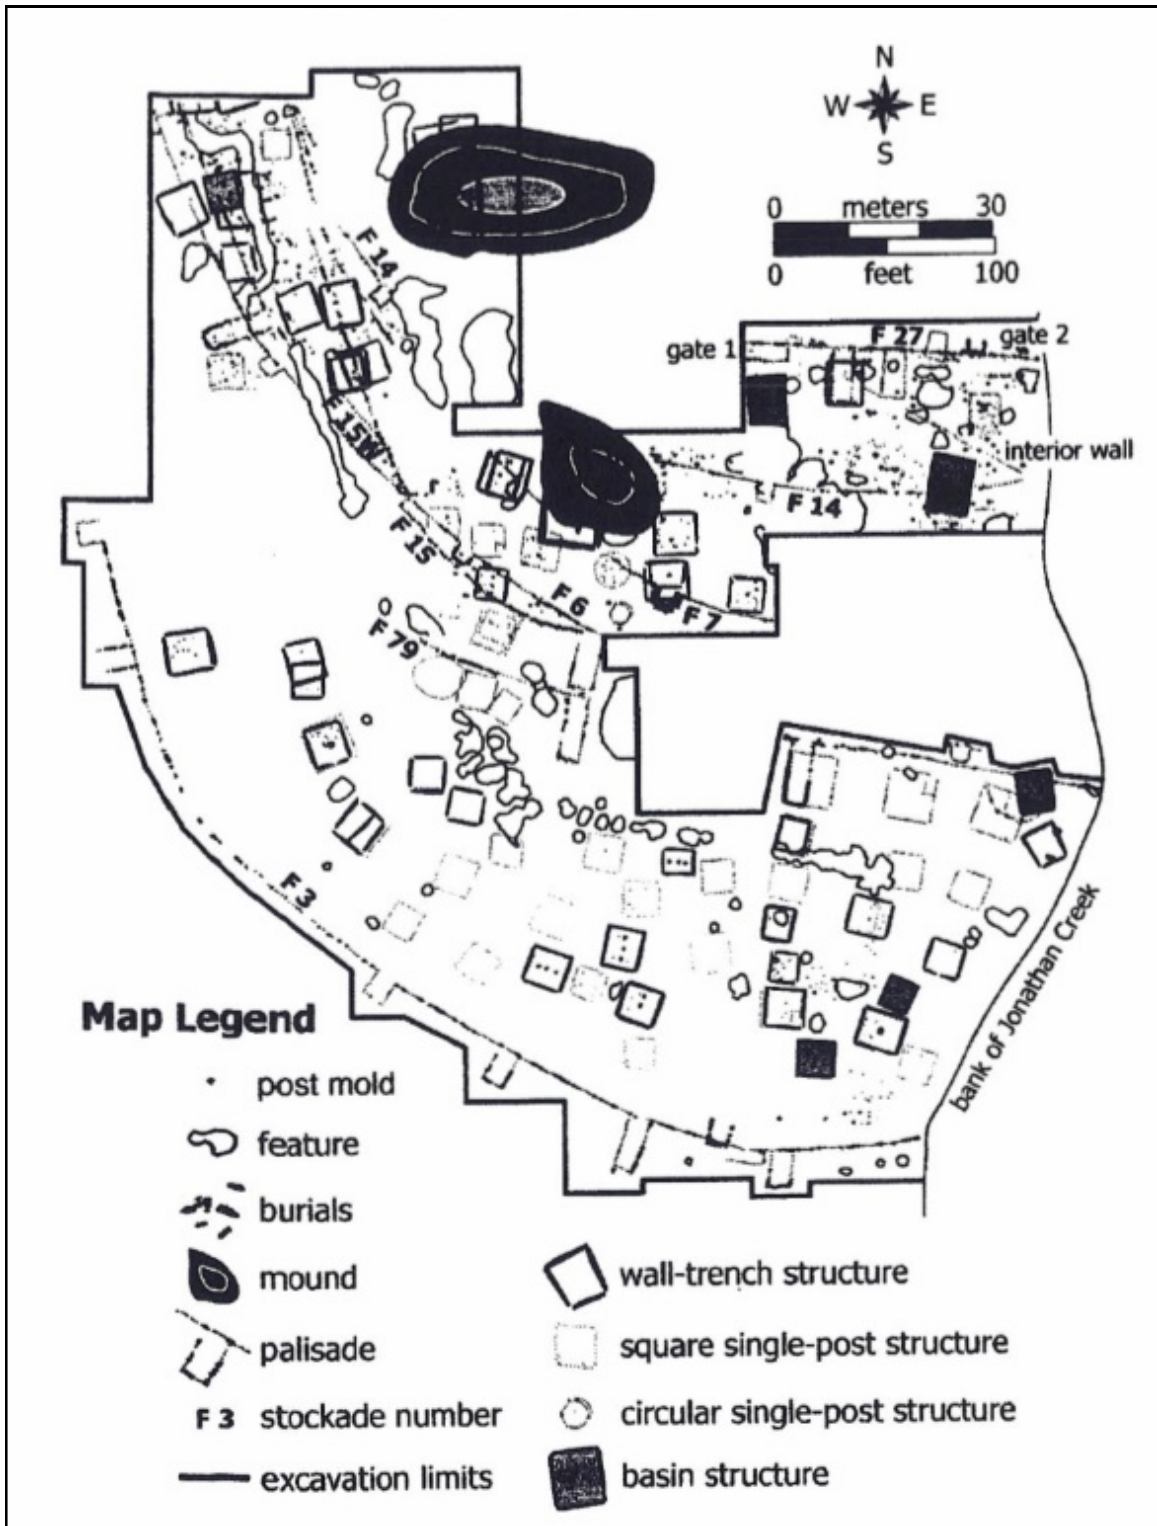 N
W E
S
0 meters 30
0 feet 100
F 14
gate 1
F 27
gate 2
15W
interior wall
F 14
F 15
F 6
F 7
F 79
F 3
bank of Jonathan Creek
Map Legend
post mold
feature
burials
mound
palisade
F 3 stockade number
excavation limits
wall-trench structure
square single-post structure
circular single-post structure
basin structure